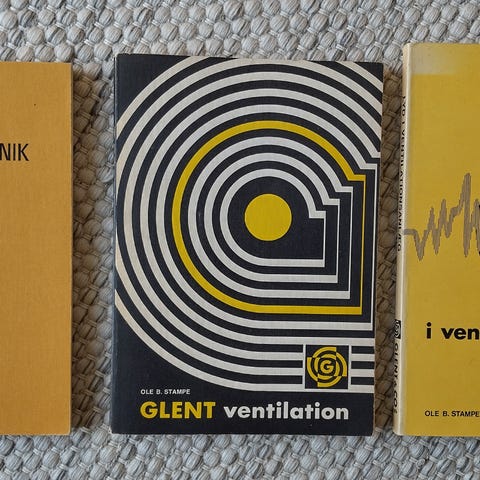 NIK
OLE B. STAMPE
GLENT ventilation
G
i ven
OLE B. STAMPE